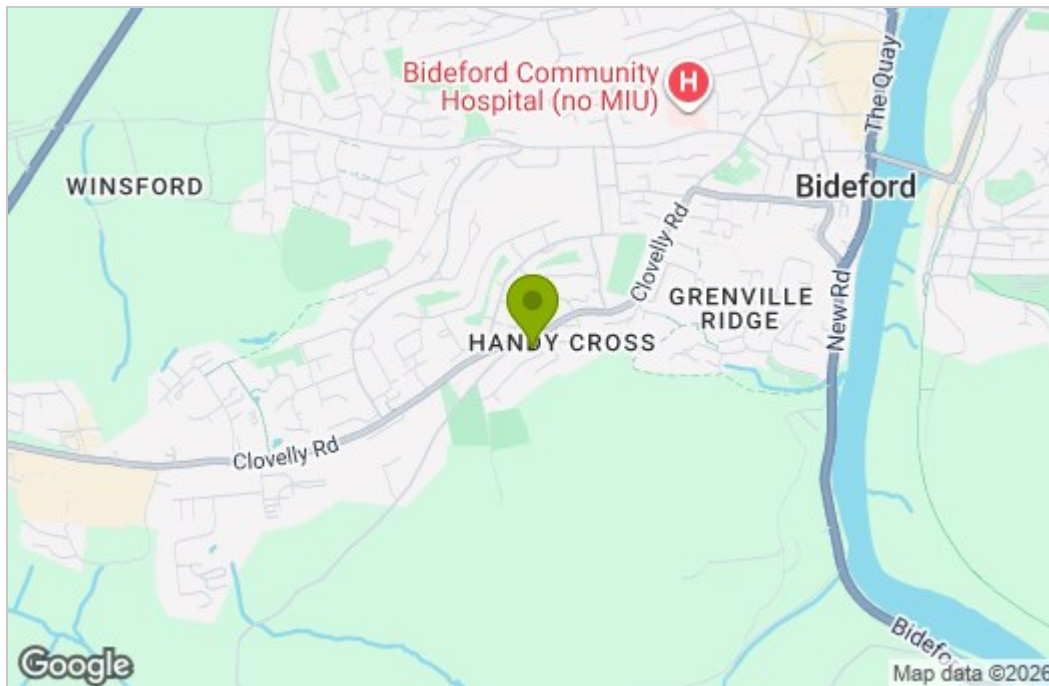 Bideford Community
Hospital (no MIU)
H
The Quay
WINSFORD
Bideford
Clovelly Rd
GRENVILLE
RIDGE
New Rd
HANDY CROSS
Clovelly Rd
Bidefor
Google
Map data ©2026